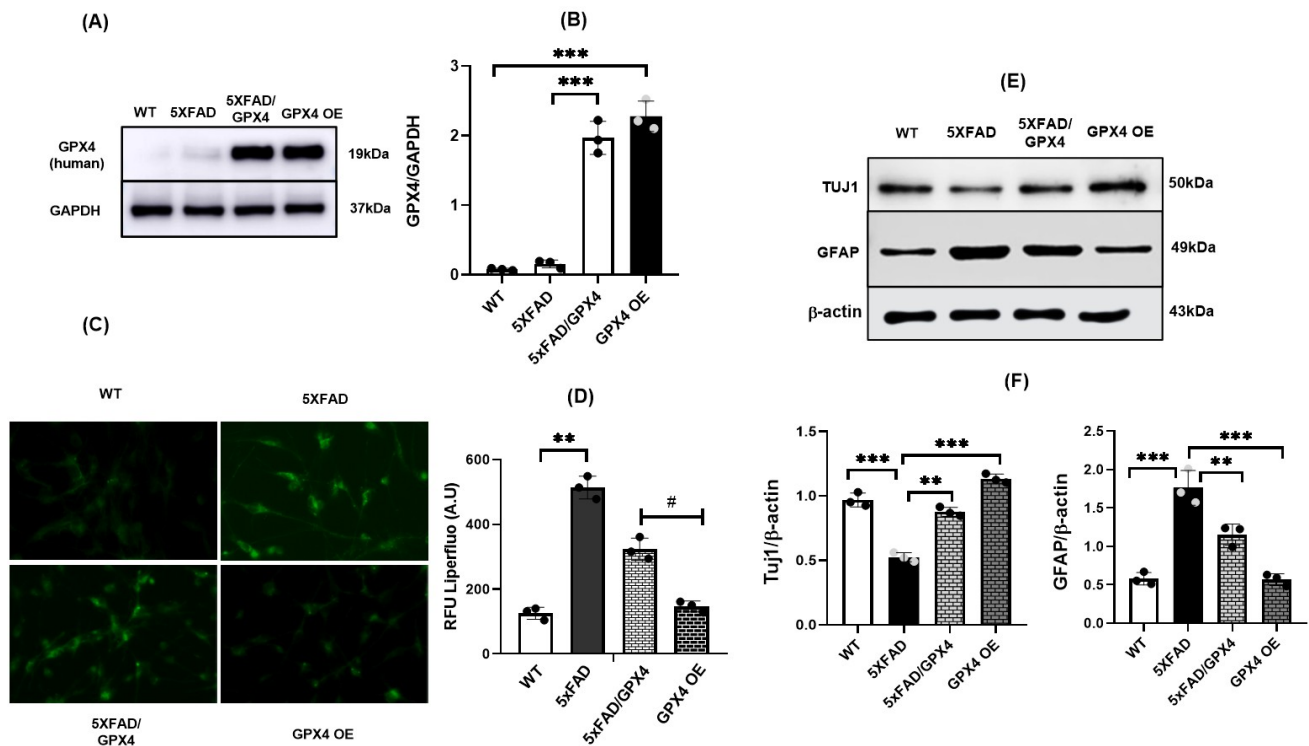 (A)
WT 5XFAD 5XFAD/ GPX4 OE
GPX4
GPX4
(human)
19kDa
GAPDH
37kDa
(B)
***
***
GPX4/GAPDH
3
2
1
0
WT
5XFAD
5xFAD/GPX4
GPX4 OE
(C)
WT
5XFAD
5XFAD/
GPX4
GPX4 OE
(D)
**
#
RFU Liperfluo (A.U)
600
400
200
0
WT
5xFAD
5xFAD/GPX4
GPX4 OE
(E)
WT 5XFAD 5XFAD/ GPX4 OE
GPX4
TUJ1
50kDa
GFAP
49kDa
β-actin
43kDa
(F)
***
***
**
Tuj1/β-actin
1.5
1.0
0.5
0.0
WT
5XFAD
5xFAD/GPX4
GPX4 OE
***
***
**
GFAP/β-actin
2.5
2.0
1.5
1.0
0.5
0.0
WT
5XFAD
5xFAD/GPX4
GPX4 OE